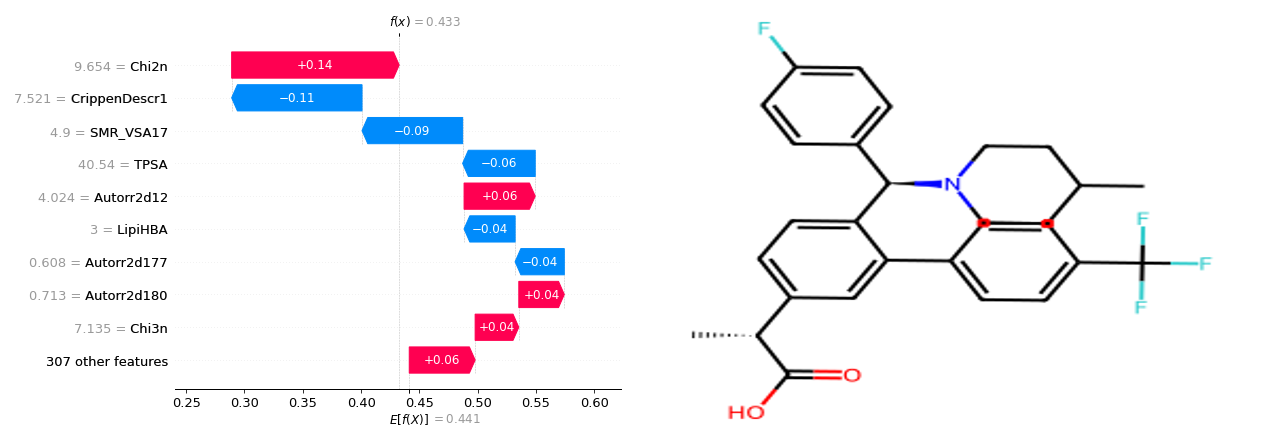 f(x) = 0.433
9.654 = Chi2n
+0.14
7.521 = CrippenDescr1
−0.11
4.9 = SMR_VSA17
−0.09
40.54 = TPSA
−0.06
4.024 = Autorr2d12
+0.06
3 = LipiHBA
−0.04
0.608 = Autorr2d177
−0.04
0.713 = Autorr2d180
+0.04
7.135 = Chi3n
+0.04
307 other features
+0.06
0.25 0.30 0.35 0.40 0.45 0.50 0.55 0.60
E[f(X)] = 0.441
F
N
F
F
F
O
HO